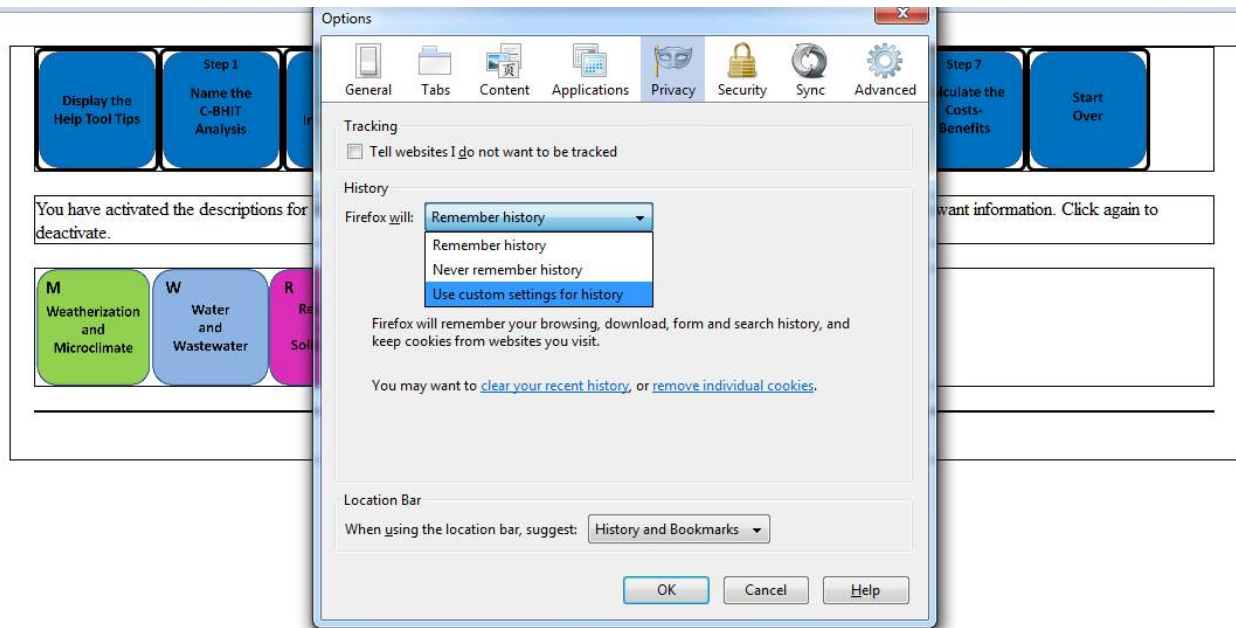 Options
General Tabs Content Applications Privacy Security Sync Advanced
Tracking
Tell websites I do not want to be tracked
History
Firefox will: Remember history
Remember history
Never remember history
Use custom settings for history
Firefox will remember your browsing, download, form and search history, and
keep cookies from websites you visit.
You may want to clear your recent history, or remove individual cookies.
Location Bar
When using the location bar, suggest: History and Bookmarks
OK Cancel Help
Display the
Help Tool Tips
Step 1
Name the
C-BHIT
Analysis
Step 7
Costs-
Benefits
Start
Over
You have activated the descriptions for
want information. Click again to
deactivate.
M
Weatherization
and
Microclimate
W
Water
and
Wastewater
R